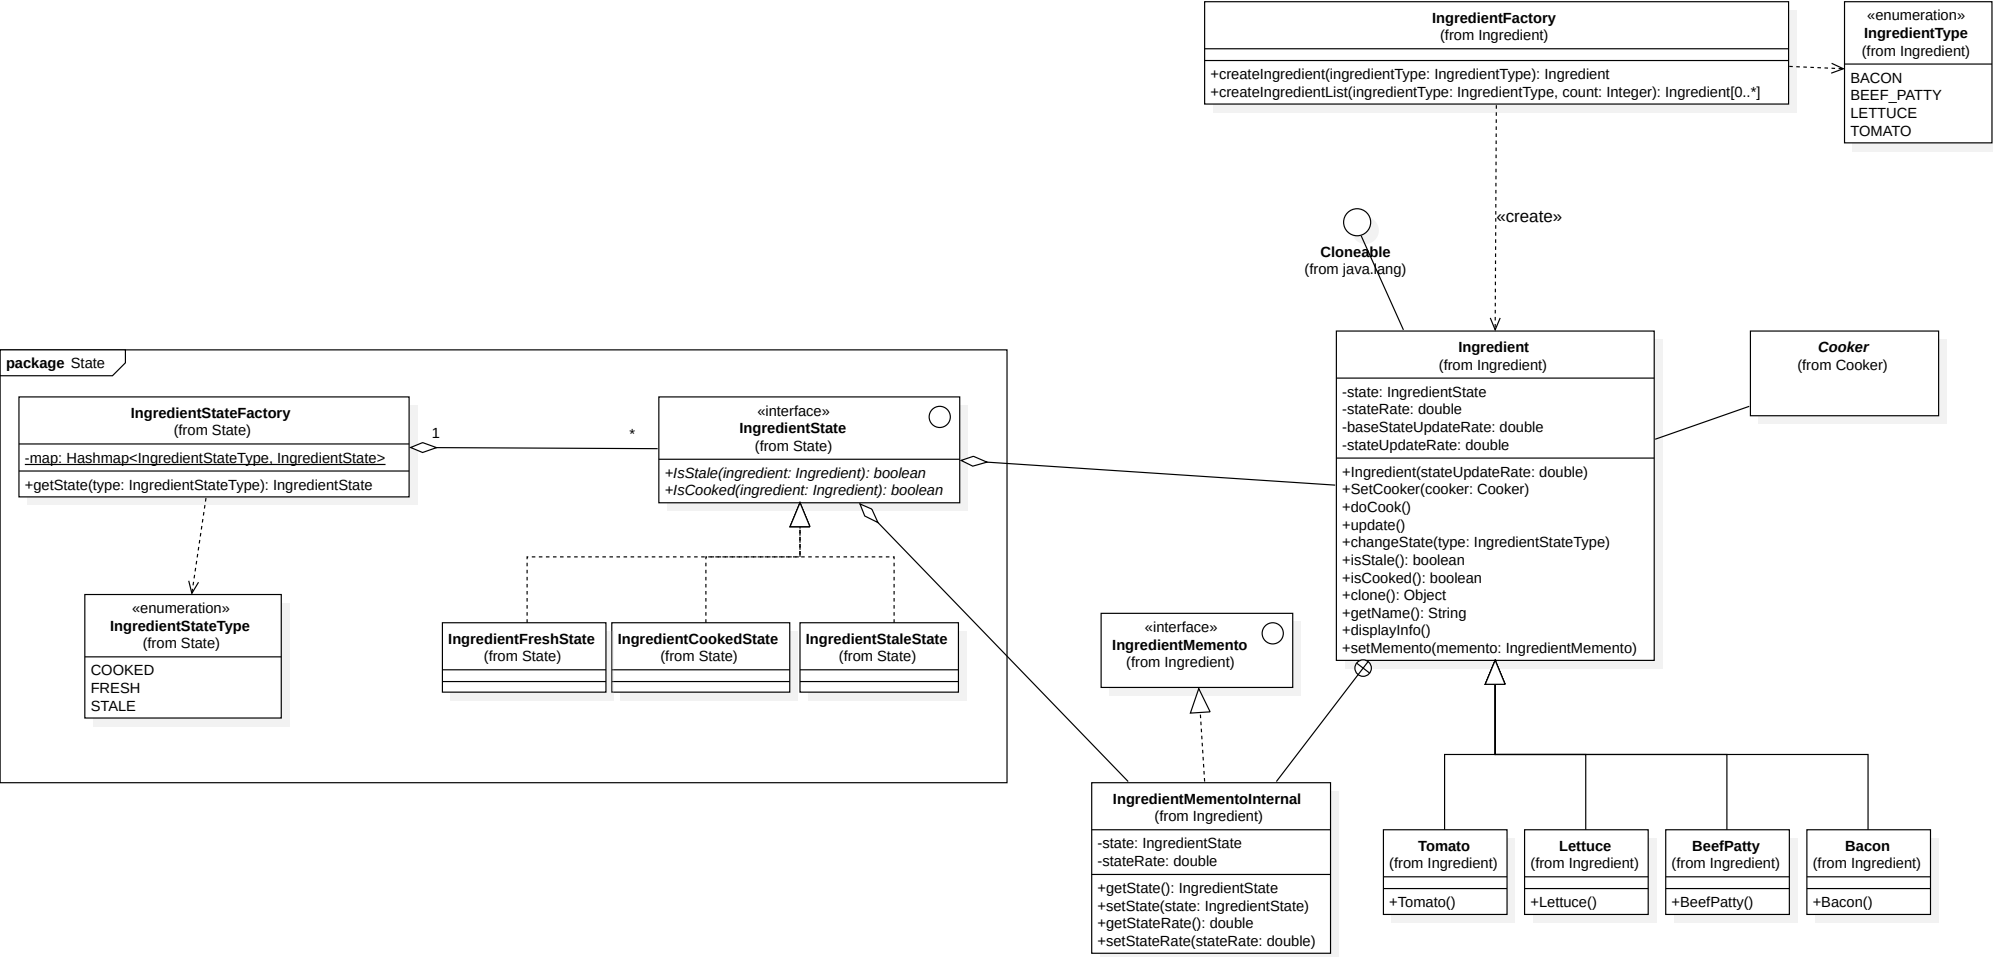 IngredientFactory
(from Ingredient)
+createIngredient(ingredientType: IngredientType): Ingredient
+createIngredientList(ingredientType: IngredientType, count: Integer): Ingredient[0..*]
«enumeration»
IngredientType
(from Ingredient)
BACON
BEEF_PATTY
LETTUCE
TOMATO
«create»
Cloneable
(from java.lang)
Ingredient
(from Ingredient)
-state: IngredientState
-stateRate: double
-baseStateUpdateRate: double
-stateUpdateRate: double
+Ingredient(stateUpdateRate: double)
+SetCooker(cooker: Cooker)
+doCook()
+update()
+changeState(type: IngredientStateType)
+isStale(): boolean
+isCooked(): boolean
+clone(): Object
+getName(): String
+displayInfo()
+setMemento(memento: IngredientMemento)
Cooker
(from Cooker)
package State
IngredientStateFactory
(from State)
-map: Hashmap<IngredientStateType, IngredientState>
+getState(type: IngredientStateType): IngredientState
1
*
«interface»
IngredientState
(from State)
+IsStale(ingredient: Ingredient): boolean
+IsCooked(ingredient: Ingredient): boolean
«enumeration»
IngredientStateType
(from State)
COOKED
FRESH
STALE
IngredientFreshState
(from State)
IngredientCookedState
(from State)
IngredientStaleState
(from State)
«interface»
IngredientMemento
(from Ingredient)
IngredientMementoInternal
(from Ingredient)
-state: IngredientState
-stateRate: double
+getState(): IngredientState
+setState(state: IngredientState)
+getStateRate(): double
+setStateRate(stateRate: double)
Tomato
(from Ingredient)
+Tomato()
Lettuce
(from Ingredient)
+Lettuce()
BeefPatty
(from Ingredient)
+BeefPatty()
Bacon
(from Ingredient)
+Bacon()